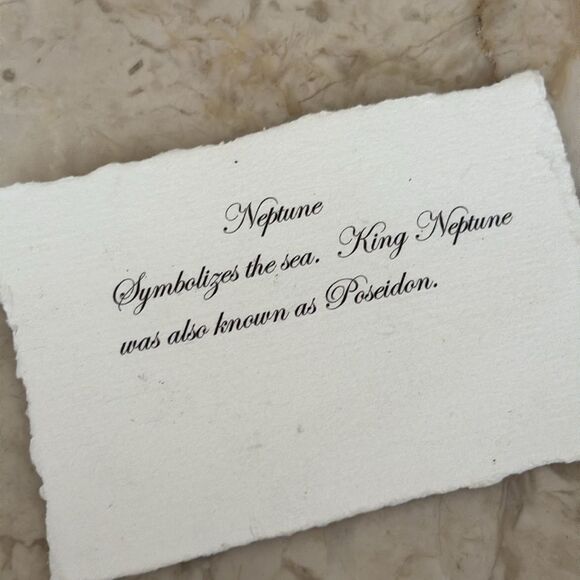 Neptune
Symbolizes the sea. King Neptune
was also known as Poseidon.